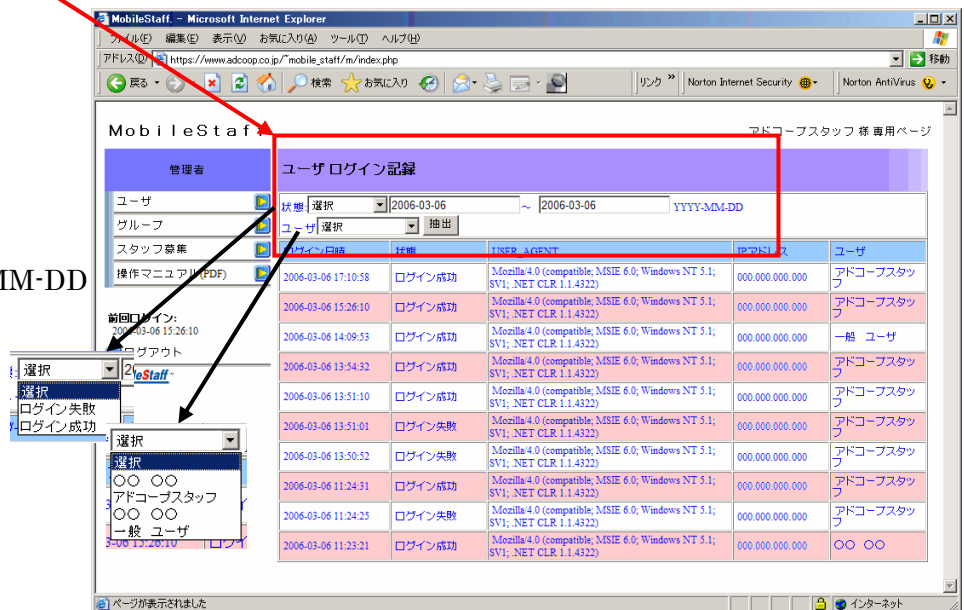 MobileStaff. - Microsoft Internet Explorer
ファイル(F) 編集(E) 表示(V) お気に入り(A) ツール(T) ヘルプ(H)
アドレス(D) https://www.adcoop.co.jp/~mobile_staff/m/index.php 移動
戻る 検索 お気に入り リンク » Norton Internet Security Norton AntiVirus
MobileStaff アドコープスタッフ 様 専用ページ
管理者
ユーザ ログイン記録
ユーザ
グループ
スタッフ募集
操作マニュアル(PDF)
状態: 選択 2006-03-06 ~ 2006-03-06 YYYY-MM-DD
ユーザ 選択 抽出
ログイン日時 状態 USER_AGENT IPアドレス ユーザ
2006-03-06 17:10:58 ログイン成功 Mozilla/4.0 (compatible; MSIE 6.0; Windows NT 5.1; SV1; .NET CLR 1.1.4322) 000.000.000.000 アドコープスタッフ
2006-03-06 15:26:10 ログイン成功 Mozilla/4.0 (compatible; MSIE 6.0; Windows NT 5.1; SV1; .NET CLR 1.1.4322) 000.000.000.000 アドコープスタッフ
2006-03-06 14:09:53 ログイン成功 Mozilla/4.0 (compatible; MSIE 6.0; Windows NT 5.1; SV1; .NET CLR 1.1.4322) 000.000.000.000 一般 ユーザ
2006-03-06 13:54:32 ログイン成功 Mozilla/4.0 (compatible; MSIE 6.0; Windows NT 5.1; SV1; .NET CLR 1.1.4322) 000.000.000.000 アドコープスタッフ
2006-03-06 13:51:10 ログイン成功 Mozilla/4.0 (compatible; MSIE 6.0; Windows NT 5.1; SV1; .NET CLR 1.1.4322) 000.000.000.000 アドコープスタッフ
2006-03-06 13:51:01 ログイン失敗 Mozilla/4.0 (compatible; MSIE 6.0; Windows NT 5.1; SV1; .NET CLR 1.1.4322) 000.000.000.000 アドコープスタッフ
2006-03-06 13:50:52 ログイン失敗 Mozilla/4.0 (compatible; MSIE 6.0; Windows NT 5.1; SV1; .NET CLR 1.1.4322) 000.000.000.000 アドコープスタッフ
2006-03-06 11:24:31 ログイン成功 Mozilla/4.0 (compatible; MSIE 6.0; Windows NT 5.1; SV1; .NET CLR 1.1.4322) 000.000.000.000 アドコープスタッフ
2006-03-06 11:24:25 ログイン失敗 Mozilla/4.0 (compatible; MSIE 6.0; Windows NT 5.1; SV1; .NET CLR 1.1.4322) 000.000.000.000 アドコープスタッフ
2006-03-06 11:23:21 ログイン成功 Mozilla/4.0 (compatible; MSIE 6.0; Windows NT 5.1; SV1; .NET CLR 1.1.4322) 000.000.000.000 〇〇 〇〇
MM-DD
前回ログイン:
2006-03-06 15:26:10
ログアウト
eStaff
選択
選択
ログイン失敗
ログイン成功
選択
選択
〇〇 〇〇
アドコープスタッフ
〇〇 〇〇
一般 ユーザ
3-06 15:26:10 ログイ
ページが表示されました インターネット